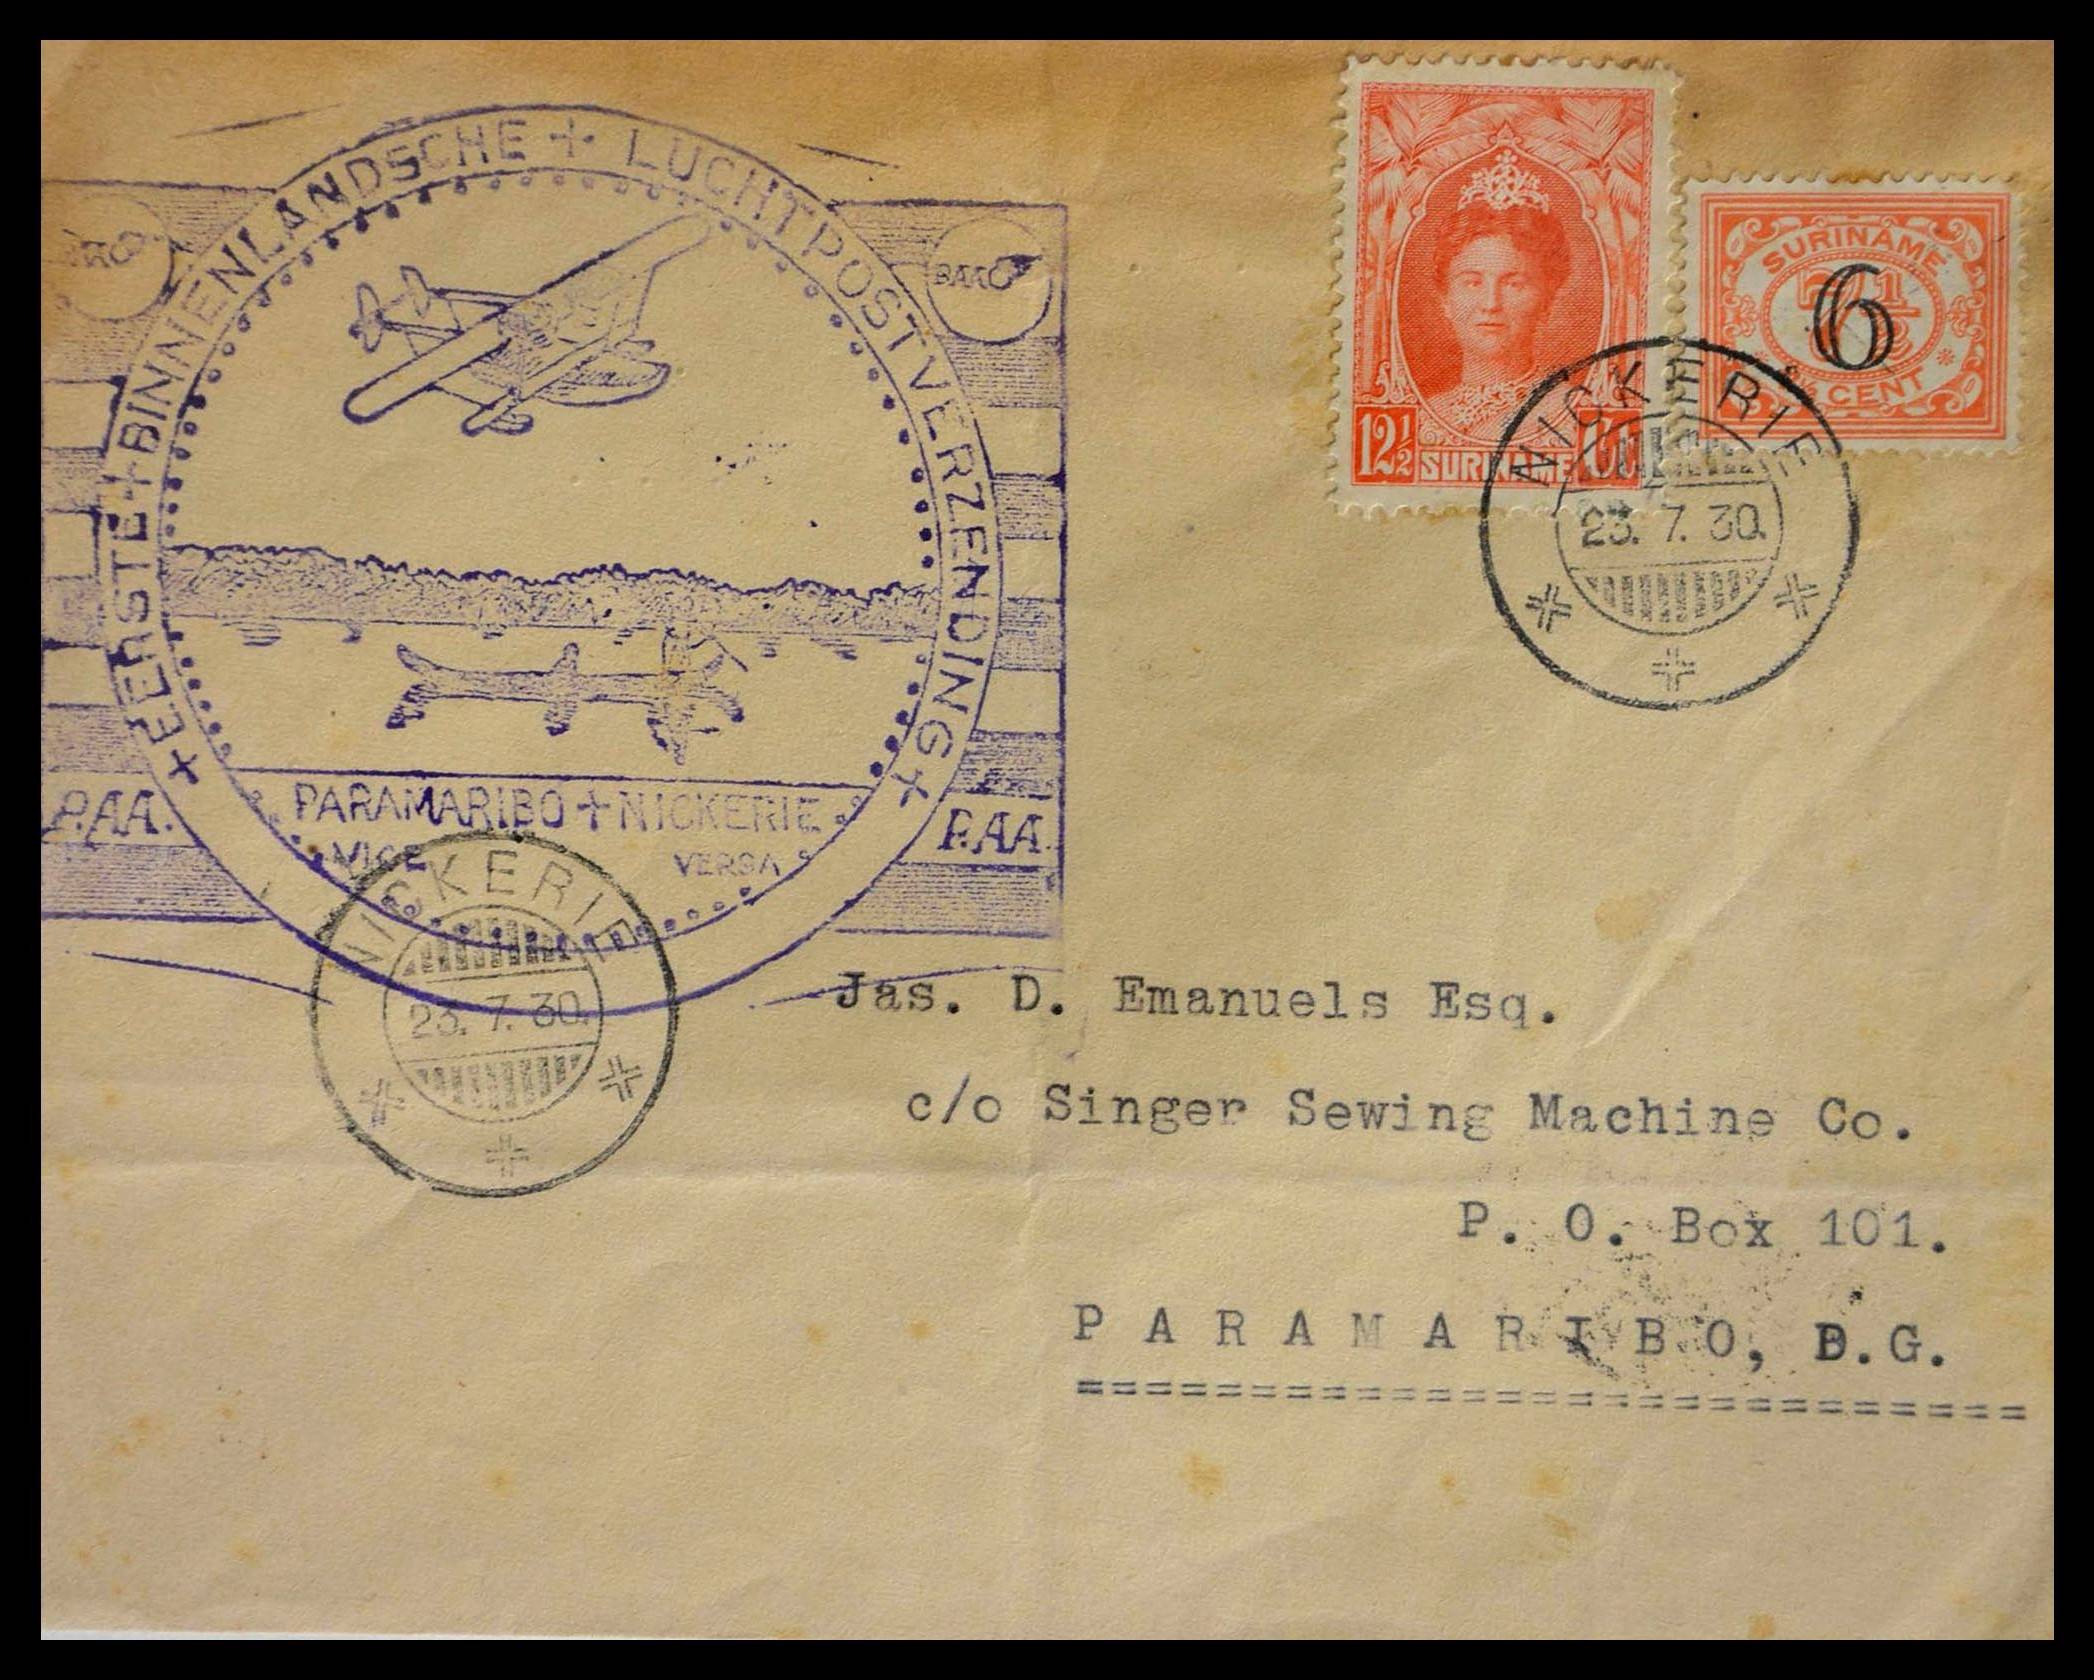 + EERSTE + BINNENLANDSCHE + LUCHTPOSTVERZENDING +
P.A.A.
P.A.A.
PARAMARIBO + NICKERIE
VICE VERSA
12½ SURINAME
SURINAME
6
CENT
NICKERIE
23. 7. 30.
NICKERIE
23. 7. 30.
Jas. D. Emanuels Esq.
c/o Singer Sewing Machine Co.
P. O. Box 101.
PARAMARIBO, D.G.